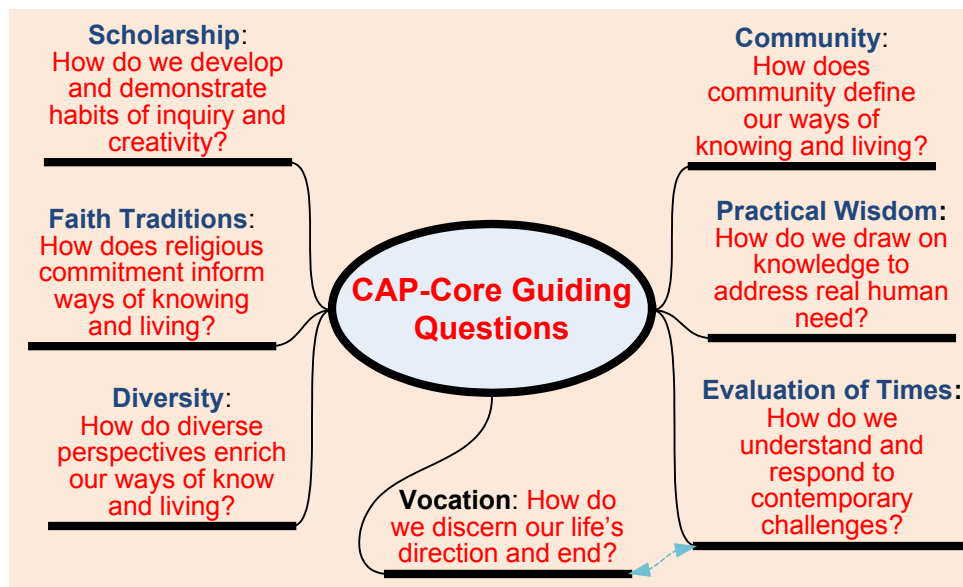 Scholarship:
How do we develop
and demonstrate
habits of inquiry and
creativity?
Faith Traditions:
How does religious
commitment inform
ways of knowing
and living?
Diversity:
How do diverse
perspectives enrich
our ways of know
and living?
CAP-Core Guiding
Questions
Vocation: How do
we discern our life's
direction and end?
Community:
How does
community define
our ways of
knowing and living?
Practical Wisdom:
How do we draw on
knowledge to
address real human
need?
Evaluation of Times:
How do we
understand and
respond to
contemporary
challenges?